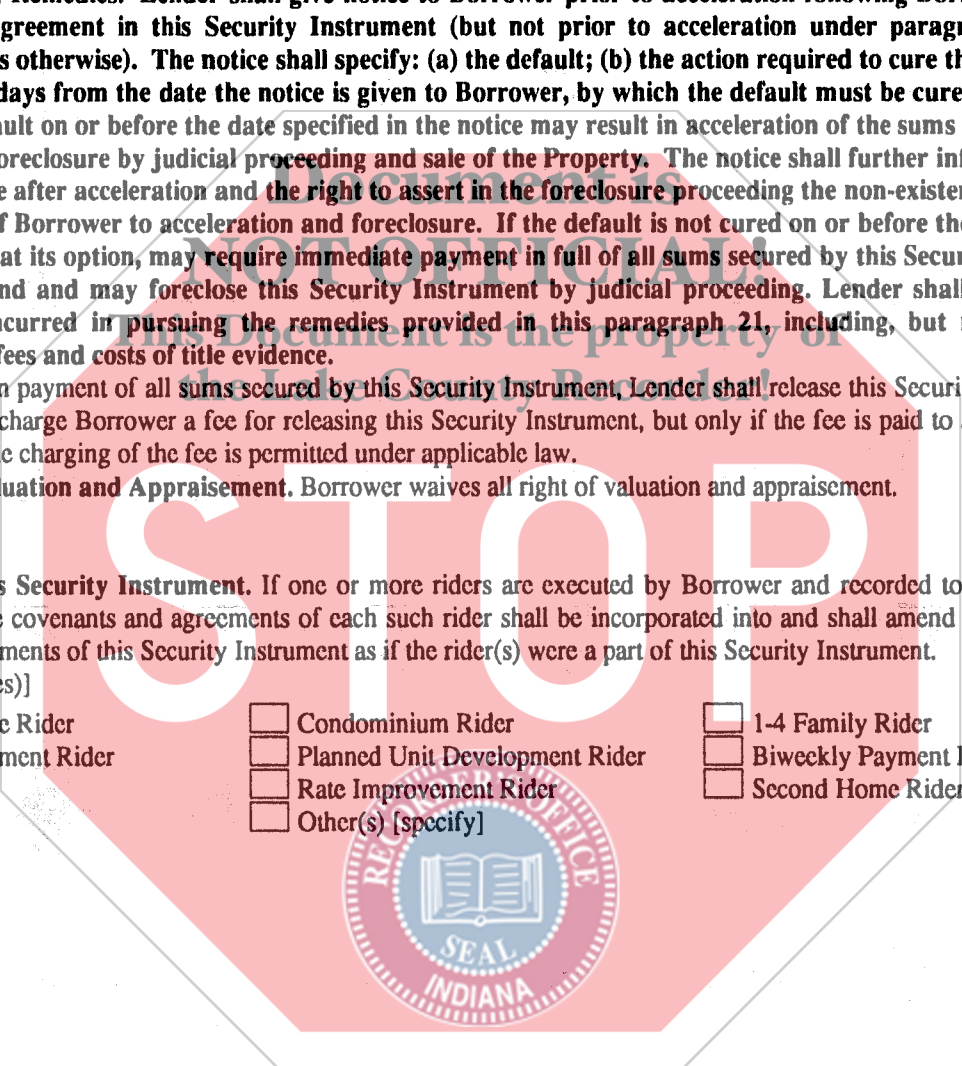 Remedies. Lender shall give notice to Borrower prior to acceleration following
greement in this Security Instrument (but not prior to acceleration under
s otherwise). The notice shall specify: (a) the default; (b) the action required to cure
days from the date the notice is given to Borrower, by which the default must be cure
ult on or before the date specified in the notice may result in acceleration of the sums
oreclosure by judicial proceeding and sale of the Property. The notice shall further
e after acceleration and the right to assert in the foreclosure proceeding the
f Borrower to acceleration and foreclosure. If the default is not cured on or before
at its option, may require immediate payment in full of all sums secured by this Secur
nd and may foreclose this Security Instrument by judicial proceeding. Lender shall
curred in pursuing the remedies provided in this paragraph 21, including, but
fees and costs of title evidence.
n payment of all sums secured by this Security Instrument, Lender shall release this Securi
charge Borrower a fee for releasing this Security Instrument, but only if the fee is paid to
e charging of the fee is permitted under applicable law.
luation and Appraisement. Borrower waives all right of valuation and appraisement.
s Security Instrument. If one or more riders are executed by Borrower and recorded to
e covenants and agreements of each such rider shall be incorporated into and shall amend
ments of this Security Instrument as if the rider(s) were a part of this Security Instrument.
es)]
e Rider Condominium Rider 1-4 Family Rider
ment Rider Planned Unit Development Rider Biweekly Payment
Rate Improvement Rider Second Home Rider
Other(s) [specify]
Document is
NOT OFFICIAL!
This Document is the property of
the Lake County Recorder!
STOP
RECORDER'S OFFICE
SEAL
INDIANA